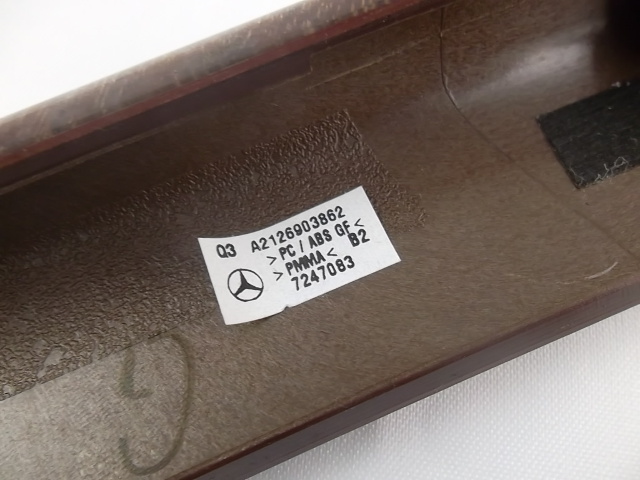 Q3 A2126903862
>PC / ABS GF<
>PMMA< B2
7247083